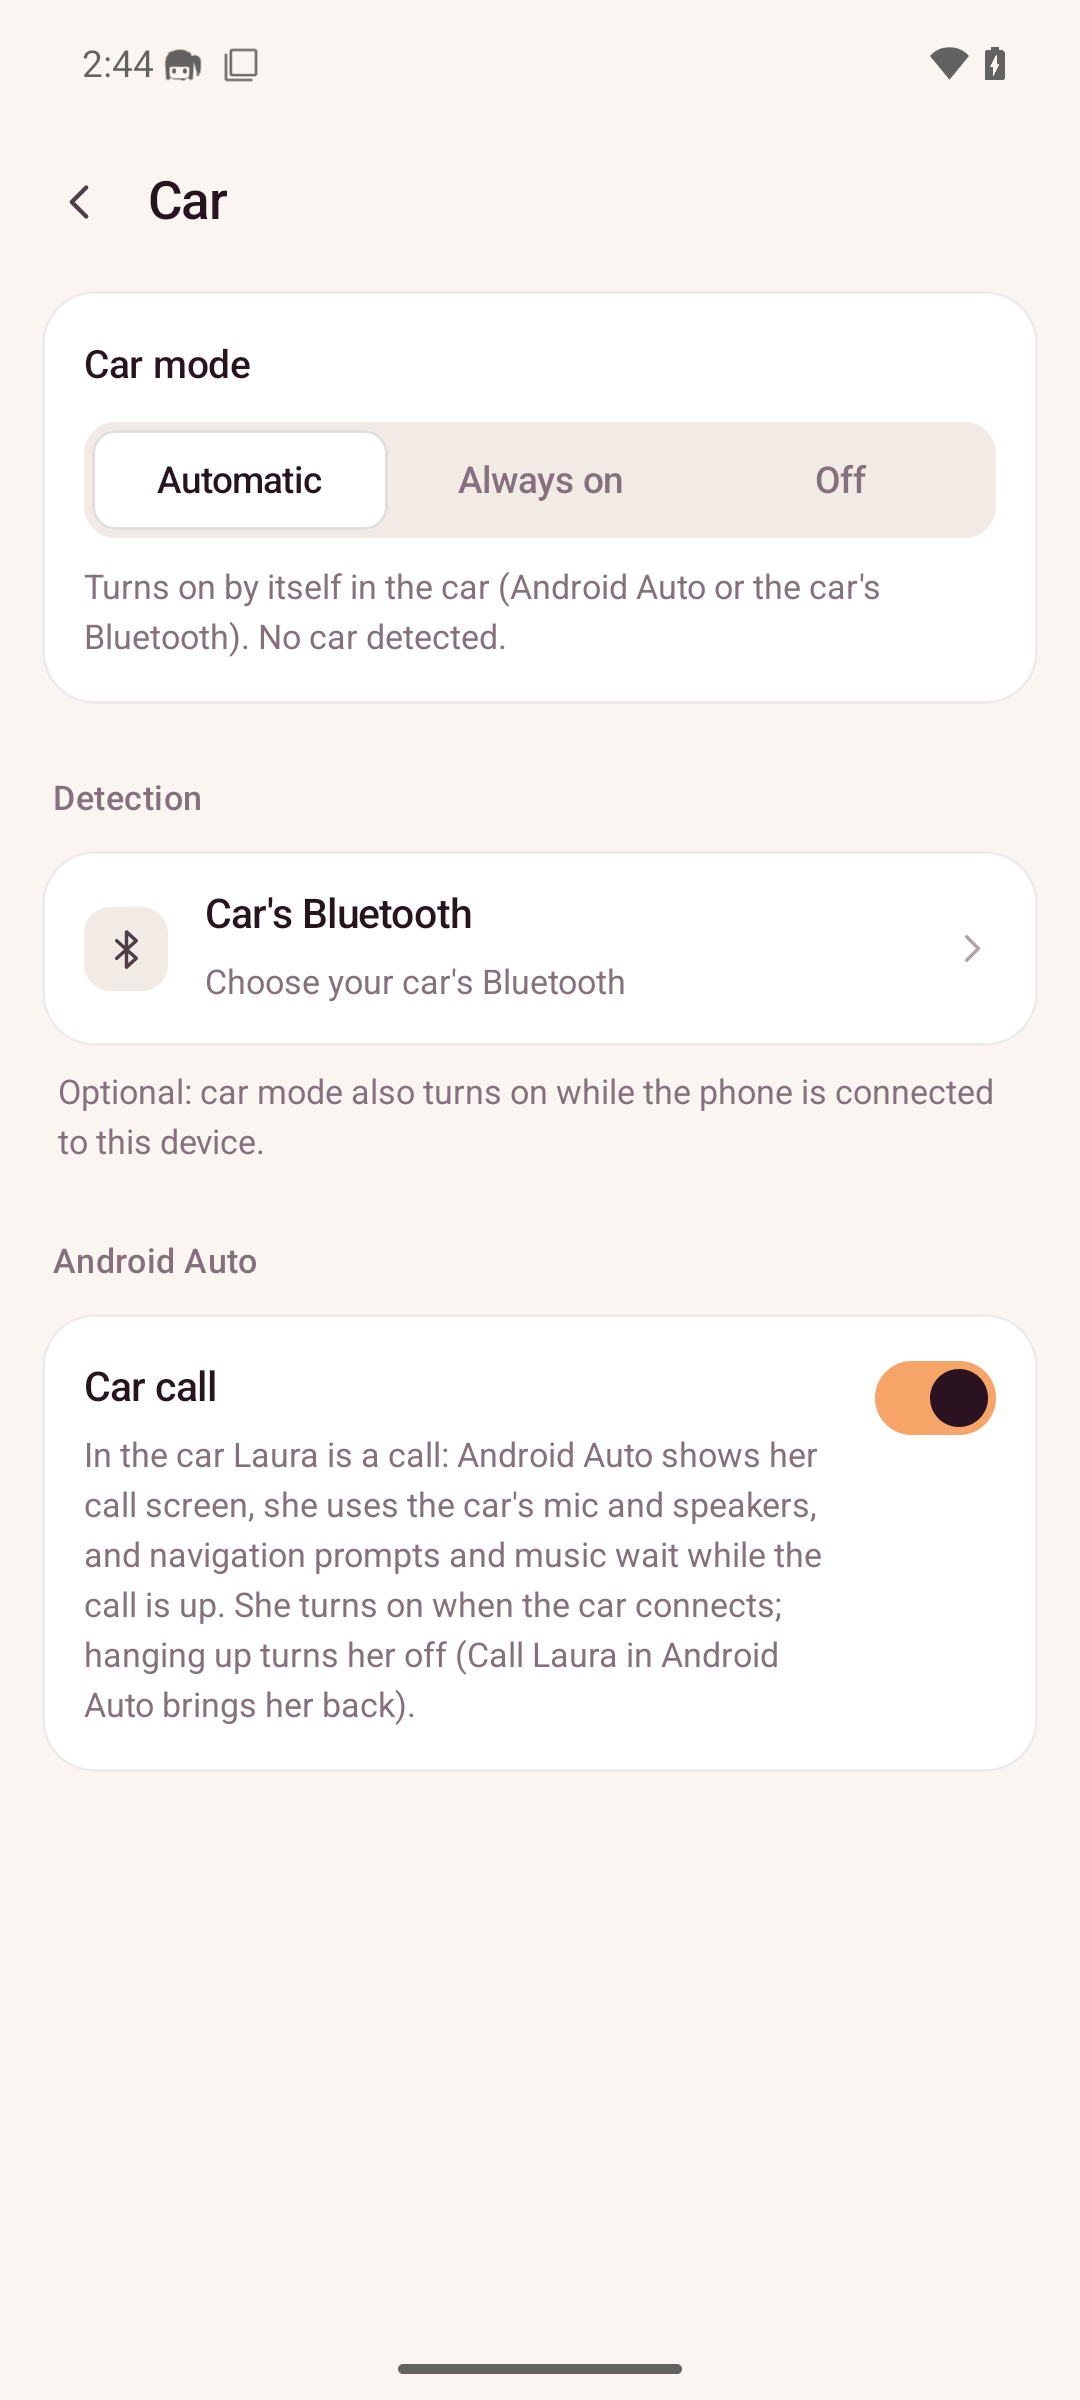 2:44
Car
Car mode
Automatic
Always on
Off
Turns on by itself in the car (Android Auto or the car's
Bluetooth). No car detected.
Detection
Car's Bluetooth
Choose your car's Bluetooth
Optional: car mode also turns on while the phone is connected
to this device.
Android Auto
Car call
In the car Laura is a call: Android Auto shows her
call screen, she uses the car's mic and speakers,
and navigation prompts and music wait while the
call is up. She turns on when the car connects;
hanging up turns her off (Call Laura in Android
Auto brings her back).